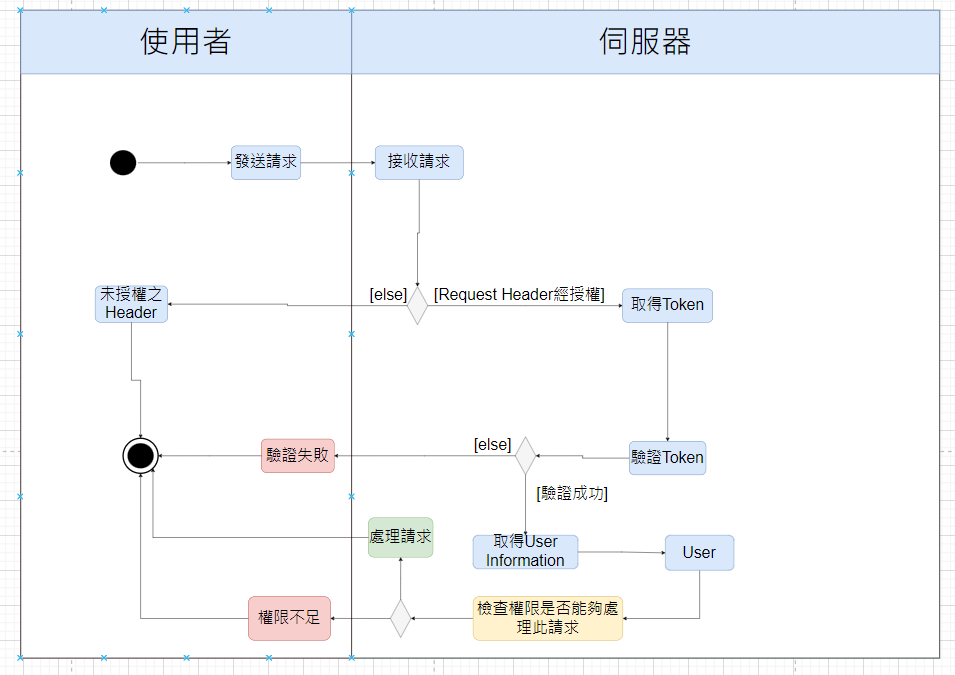 使用者
伺服器
發送請求
接收請求
未授權之
Header
[else]
[Request Header經授權]
取得Token
驗證失敗
[else]
驗證Token
[驗證成功]
處理請求
取得User
Information
User
權限不足
檢查權限是否能夠處
理此請求